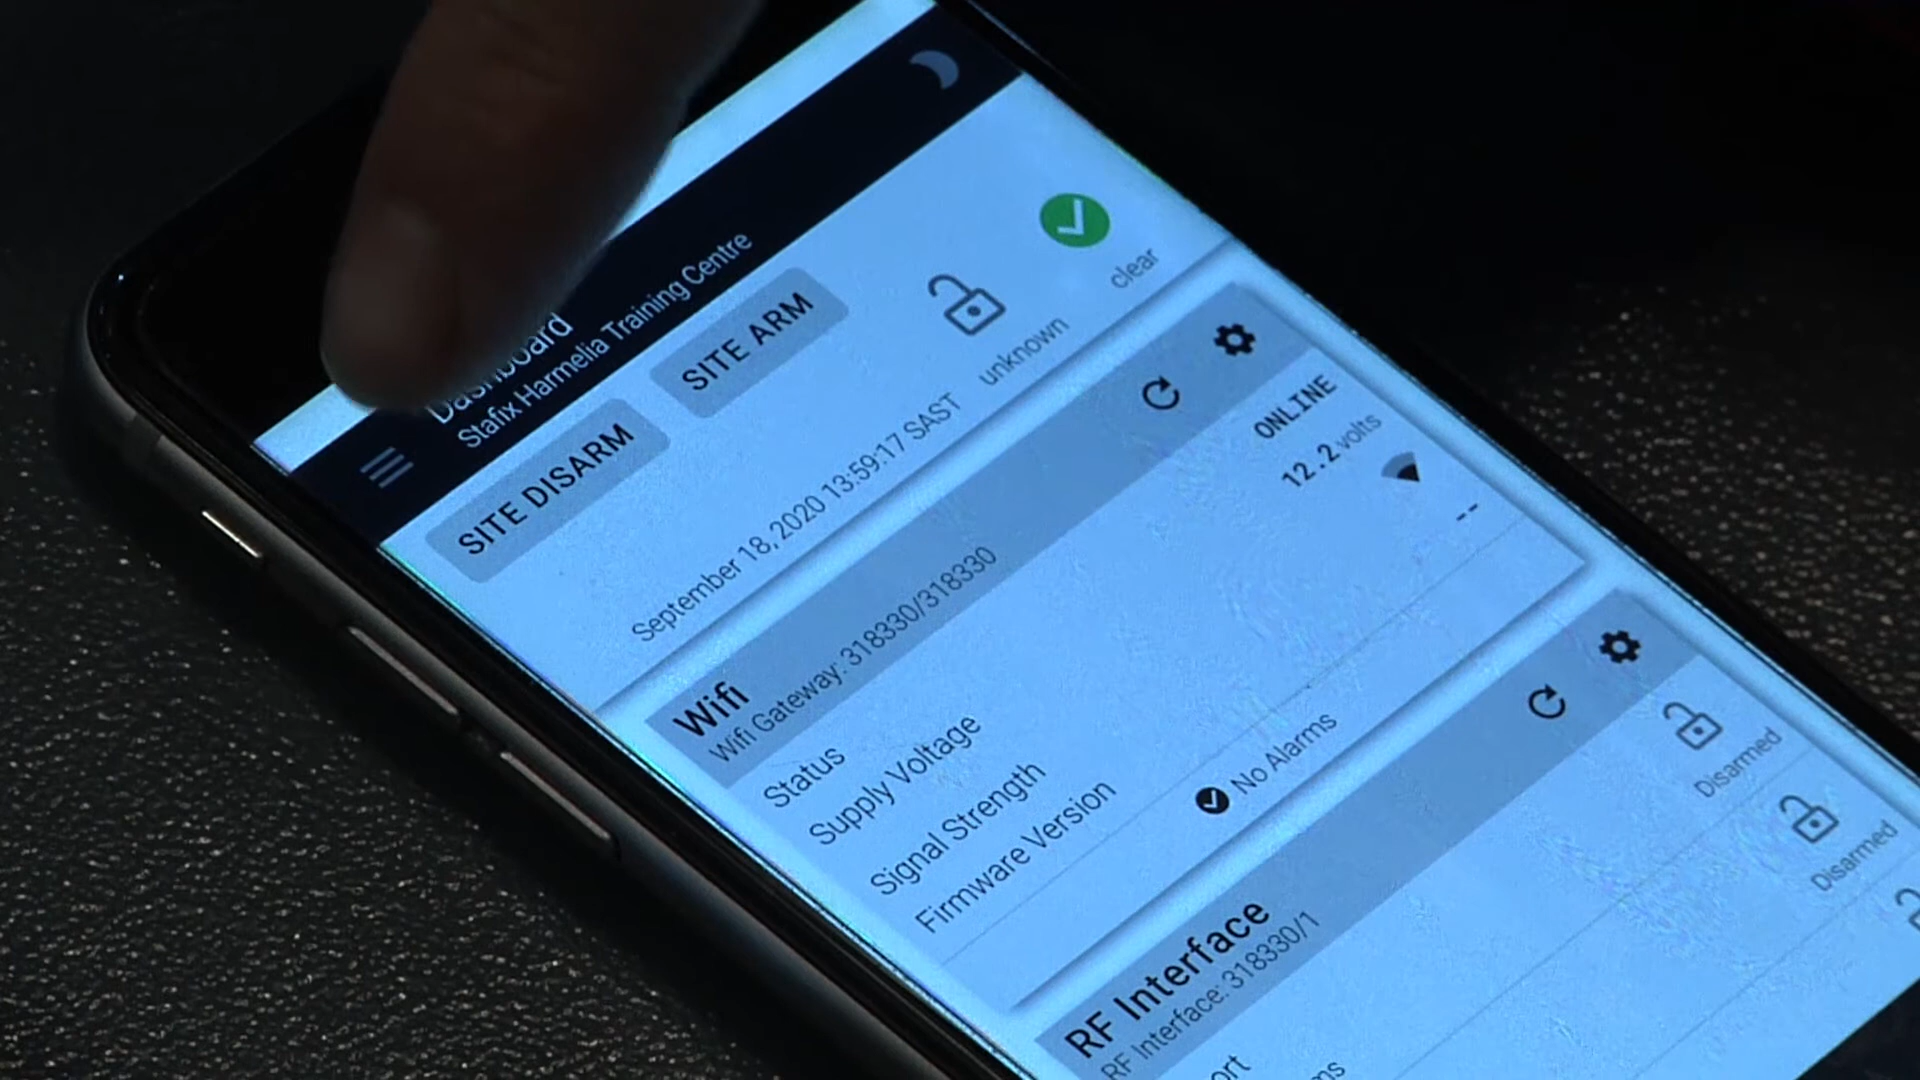 Dashboard
Stafix Harmelia Training Centre
SITE DISARM
SITE ARM
unknown
clear
September 18, 2020 13:59:17 SAST
Wifi
Wifi Gateway: 318330/318330
Status
ONLINE
Supply Voltage
12.2 volts
Signal Strength
Firmware Version
--
No Alarms
RF Interface
RF Interface: 318330/1
Disarmed
Disarmed